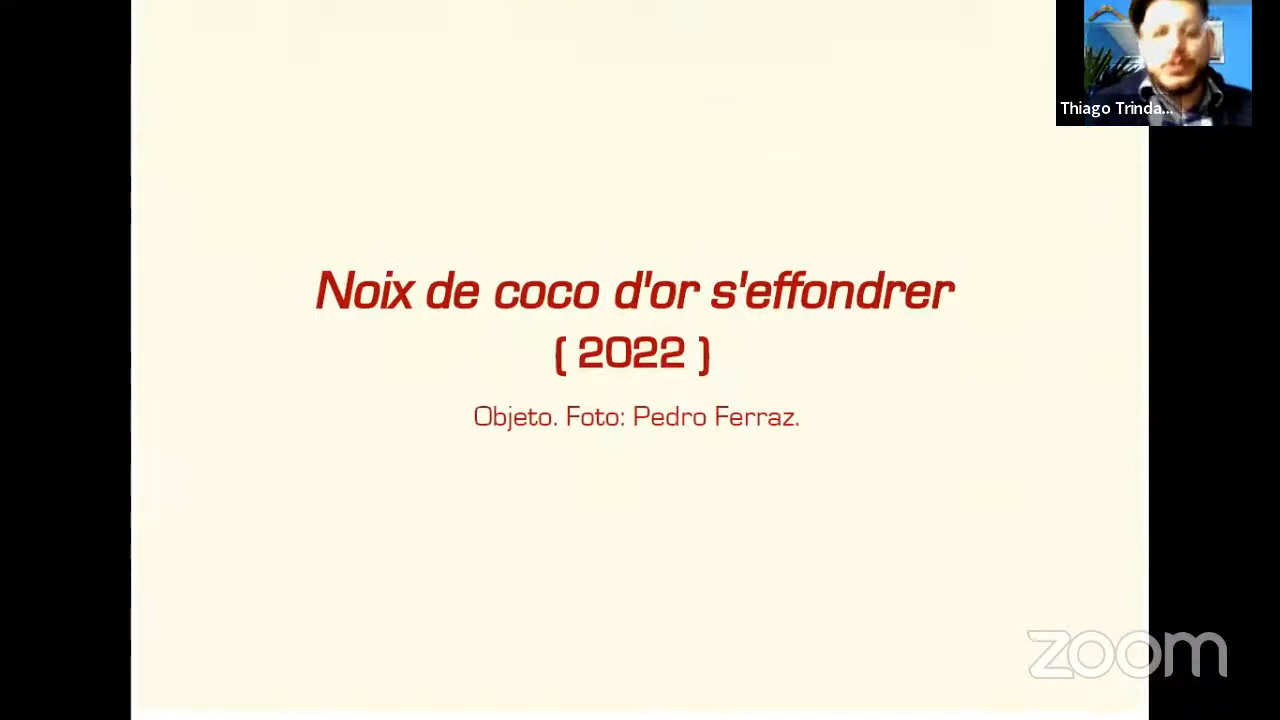 Thiago Trinda...
Noix de coco d'or s'effondrer
( 2022 )
Objeto. Foto: Pedro Ferraz.
zoom